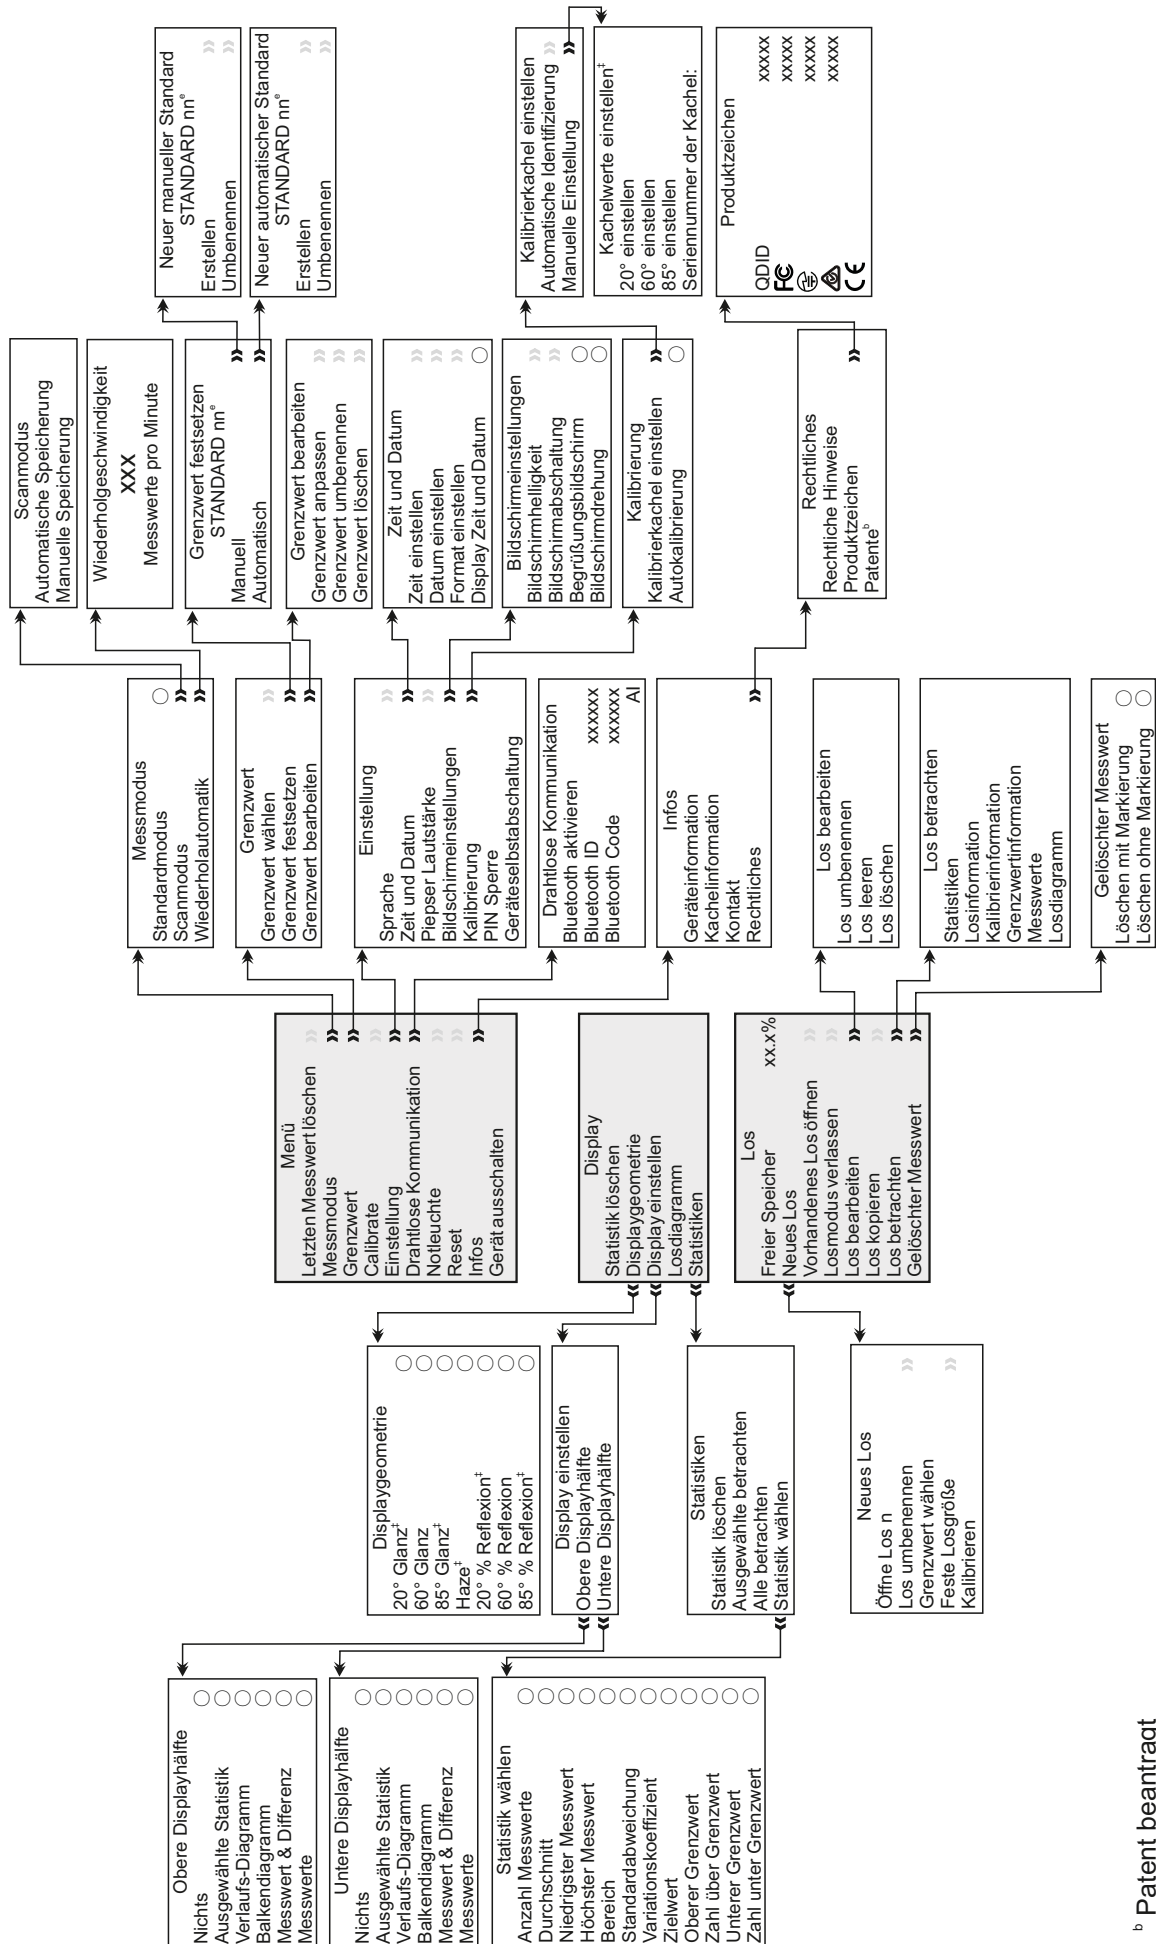 Obere Displayhälfte
Nichts
Ausgewählte Statistik
Verlaufs-Diagramm
Balkendiagramm
Messwert & Differenz
Messwerte
Untere Displayhälfte
Nichts
Ausgewählte Statistik
Verlaufs-Diagramm
Balkendiagramm
Messwert & Differenz
Messwerte
Statistik wählen
Anzahl Messwerte
Durchschnitt
Niedrigster Messwert
Höchster Messwert
Bereich
Standardabweichung
Variationskoeffizient
Zielwert
Oberer Grenzwert
Zahl über Grenzwert
Unterer Grenzwert
Zahl unter Grenzwert
Displaygeometrie
20° Glanz‡
60° Glanz
85° Glanz‡
Haze‡
20° % Reflexion‡
60° % Reflexion
85° % Reflexion‡
Display einstellen
Obere Displayhälfte
Untere Displayhälfte
Statistiken
Statistik löschen
Ausgewählte betrachten
Alle betrachten
Statistik wählen
Neues Los
Öffne Los n
Los umbenennen
Grenzwert wählen
Feste Losgröße
Kalibrieren
Menü
Letzten Messwert löschen
Messmodus
Grenzwert
Calibrate
Einstellung
Drahtlose Kommunikation
Notleuchte
Reset
Infos
Gerät ausschalten
Display
Statistik löschen
Displaygeometrie
Display einstellen
Losdiagramm
Statistiken
Los
Freier Speicher xx.x%
Neues Los
Vorhandenes Los öffnen
Losmodus verlassen
Los bearbeiten
Los kopieren
Los betrachten
Gelöschter Messwert
Messmodus
Standardmodus
Scanmodus
Wiederholautomatik
Grenzwert
Grenzwert wählen
Grenzwert festsetzen
Grenzwert bearbeiten
Einstellung
Sprache
Zeit und Datum
Piepser Lautstärke
Bildschirmeinstellungen
Kalibrierung
PIN Sperre
Geräteselbstabschaltung
Drahtlose Kommunikation
Bluetooth aktivieren
Bluetooth ID xxxxxx
Bluetooth Code xxxxxx
AI
Infos
Geräteinformation
Kachelinformation
Kontakt
Rechtliches
Los bearbeiten
Los umbenennen
Los leeren
Los löschen
Los betrachten
Statistiken
Losinformation
Kalibrierinformation
Grenzwertinformation
Messwerte
Losdiagramm
Gelöschter Messwert
Löschen mit Markierung
Löschen ohne Markierung
Scanmodus
Automatische Speicherung
Manuelle Speicherung
Wiederholgeschwindigkeit
XXX
Messwerte pro Minute
Grenzwert festsetzen
STANDARD nnᵉ
Manuell
Automatisch
Grenzwert bearbeiten
Grenzwert anpassen
Grenzwert umbenennen
Grenzwert löschen
Zeit und Datum
Zeit einstellen
Datum einstellen
Format einstellen
Display Zeit und Datum
Bildschirmeinstellungen
Bildschirmhelligkeit
Bildschirmabschaltung
Begrüßungsbildschirm
Bildschirmdrehung
Kalibrierung
Kalibrierkachel einstellen
Autokalibrierung
Rechtliches
Rechtliche Hinweise
Produktzeichen
Patenteᵇ
Neuer manueller Standard
STANDARD nnᵉ
Erstellen
Umbenennen
Neuer automatischer Standard
STANDARD nnᵉ
Erstellen
Umbenennen
Kalibrierkachel einstellen
Automatische Identifizierung
Manuelle Einstellung
Kachelwerte einstellen‡
20° einstellen
60° einstellen
85° einstellen
Seriennummer der Kachel:
Produktzeichen
QDID xxxxx
FC xxxxx
xxxxx
xxxxx
CE
ᵇ Patent beantragt